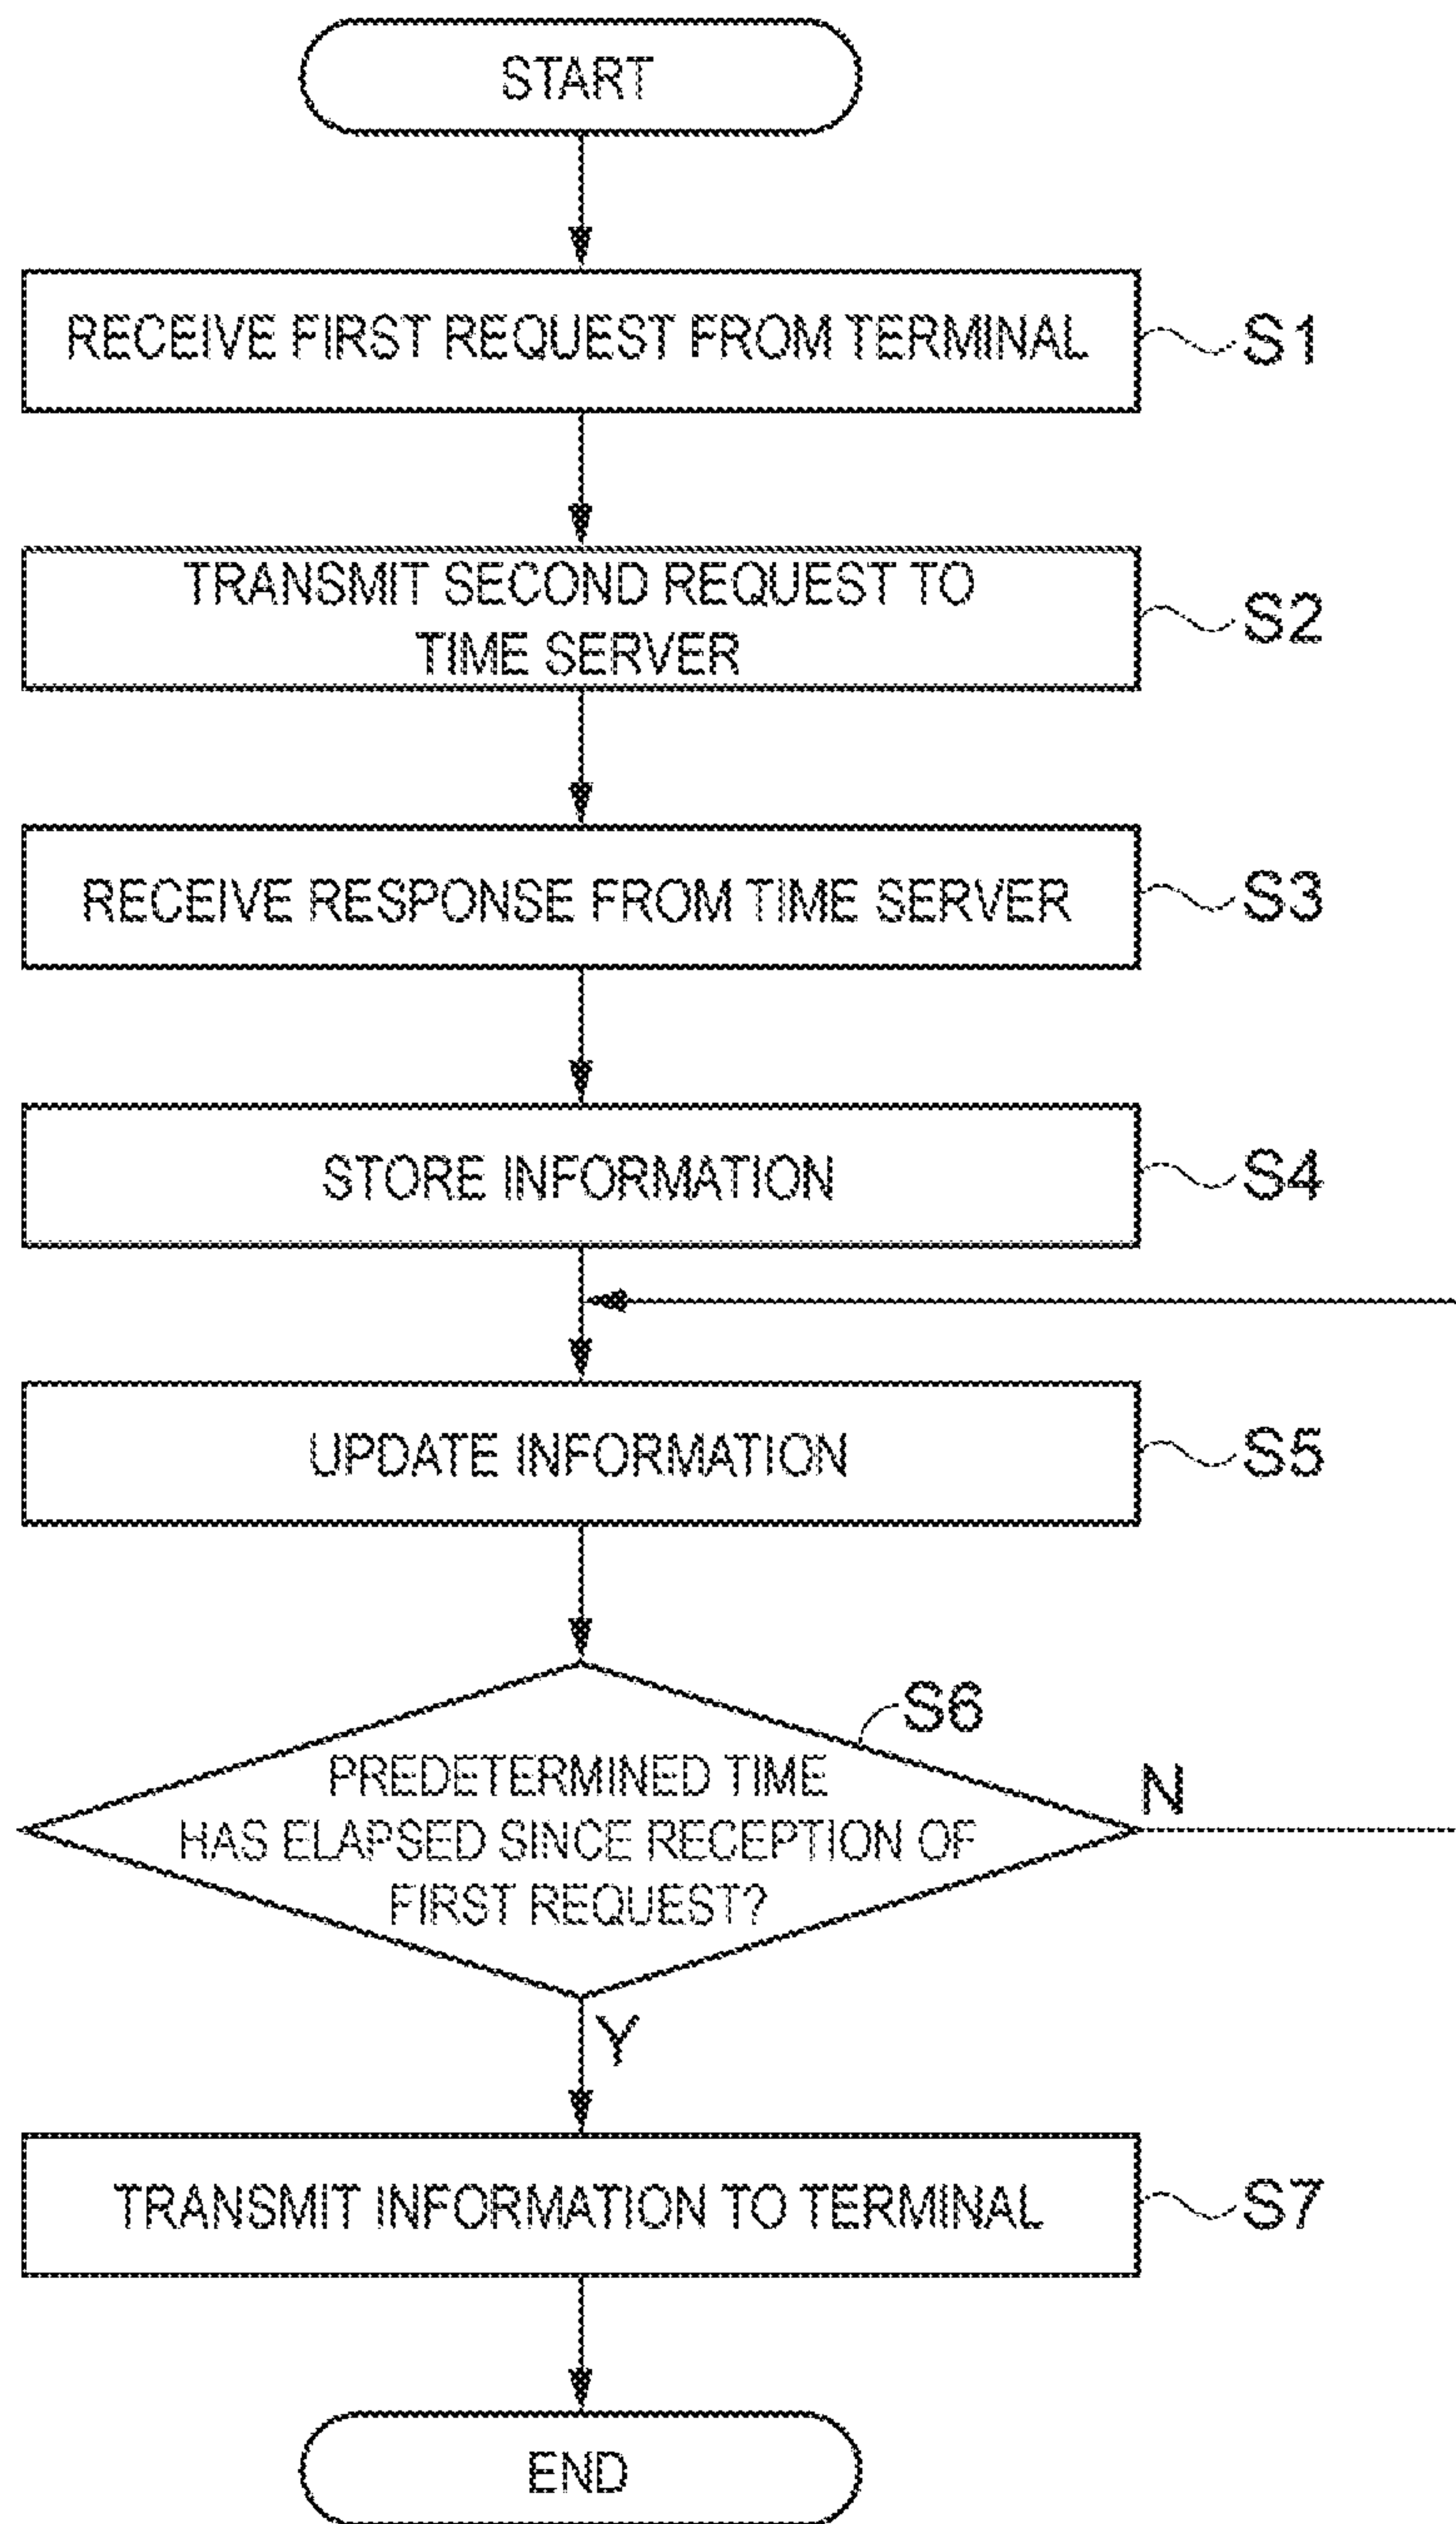 START
RECEIVE FIRST REQUEST FROM TERMINAL
S1
TRANSMIT SECOND REQUEST TO
TIME SERVER
S2
RECEIVE RESPONSE FROM TIME SERVER
S3
STORE INFORMATION
S4
UPDATE INFORMATION
S5
S6
PREDETERMINED TIME
HAS ELAPSED SINCE RECEPTION OF
FIRST REQUEST?
N
Y
TRANSMIT INFORMATION TO TERMINAL
S7
END